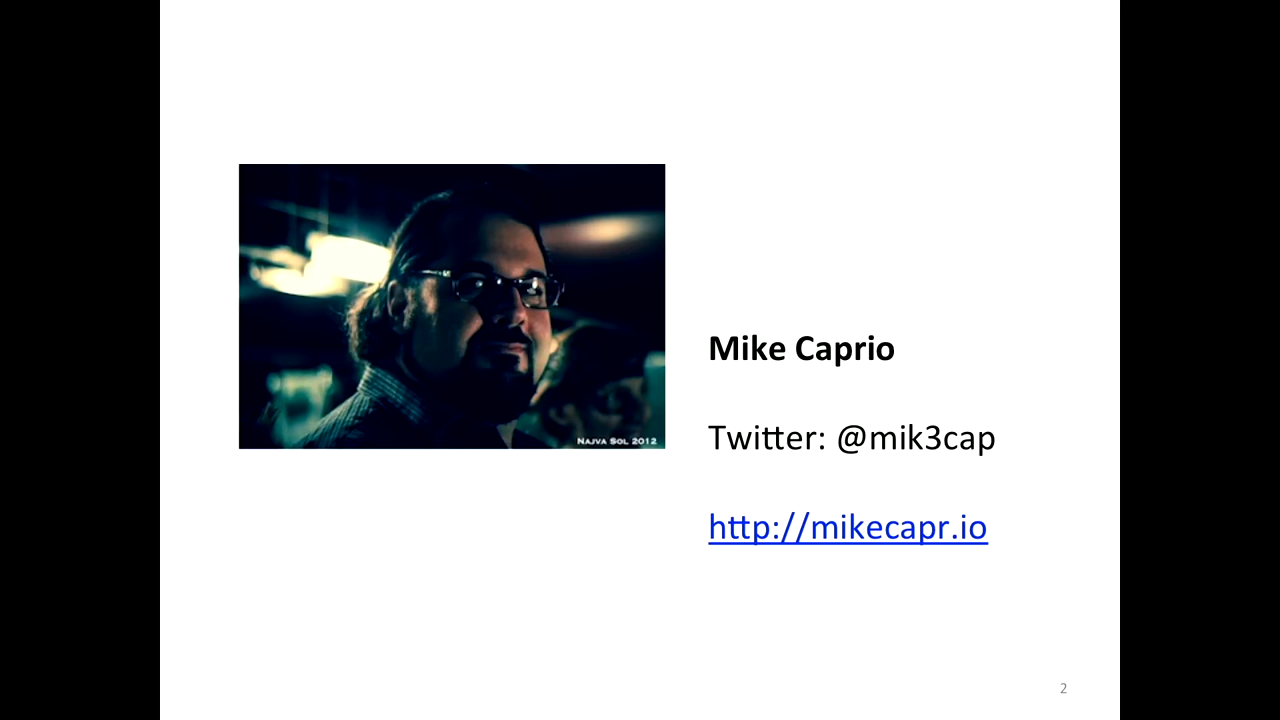 NAJVA SOL 2012
Mike Caprio
Twitter: @mik3cap
http://mikecapr.io
2